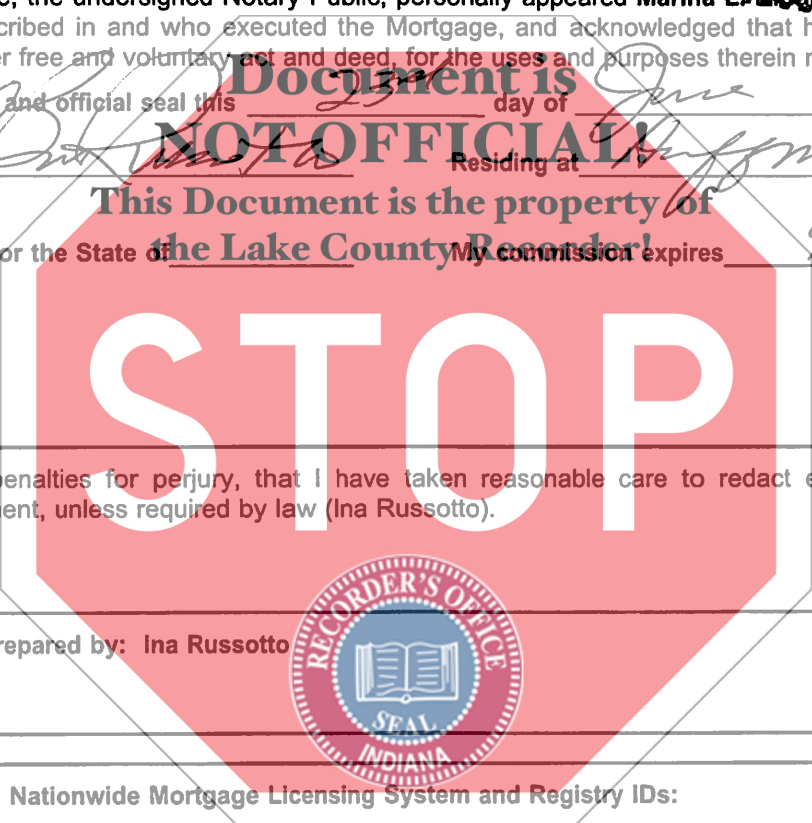 e, the undersigned Notary Public, personally appeared Marina L.
cribed in and who executed the Mortgage, and acknowledged that h
er free and voluntary act and deed, for the uses and purposes therein m
Document is
and official seal this 23rd day of June
NOT OFFICIAL!
Residing at
This Document is the property of
the Lake County Recorder!
or the State of My commission expires
STOP
penalties for perjury, that I have taken reasonable care to redact e
ent, unless required by law (Ina Russotto).
RECORDER'S OFFICE
SEAL
INDIANA
repared by: Ina Russotto
Nationwide Mortgage Licensing System and Registry IDs: